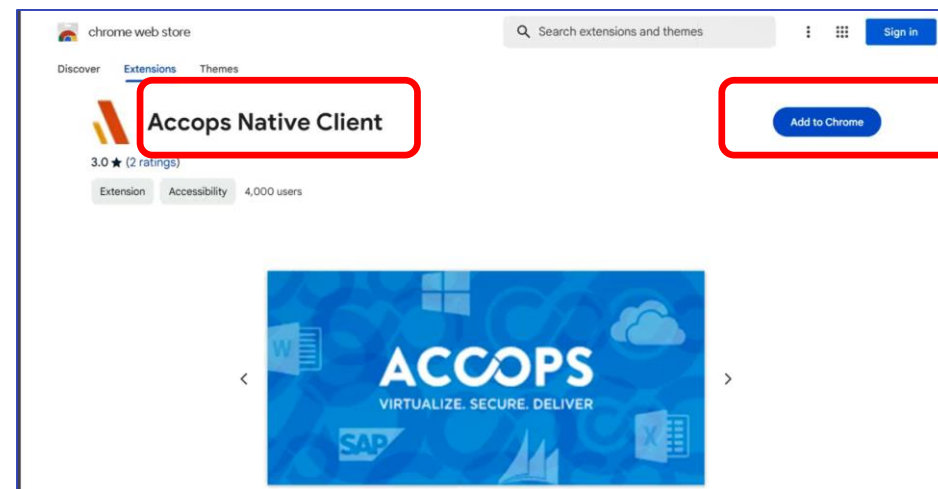 chrome web store
Search extensions and themes
Sign in
Discover Extensions Themes
Accops Native Client
Add to Chrome
3.0 ★ (2 ratings)
Extension Accessibility 4,000 users
W
ACCOPS
VIRTUALIZE. SECURE. DELIVER
SAP
X